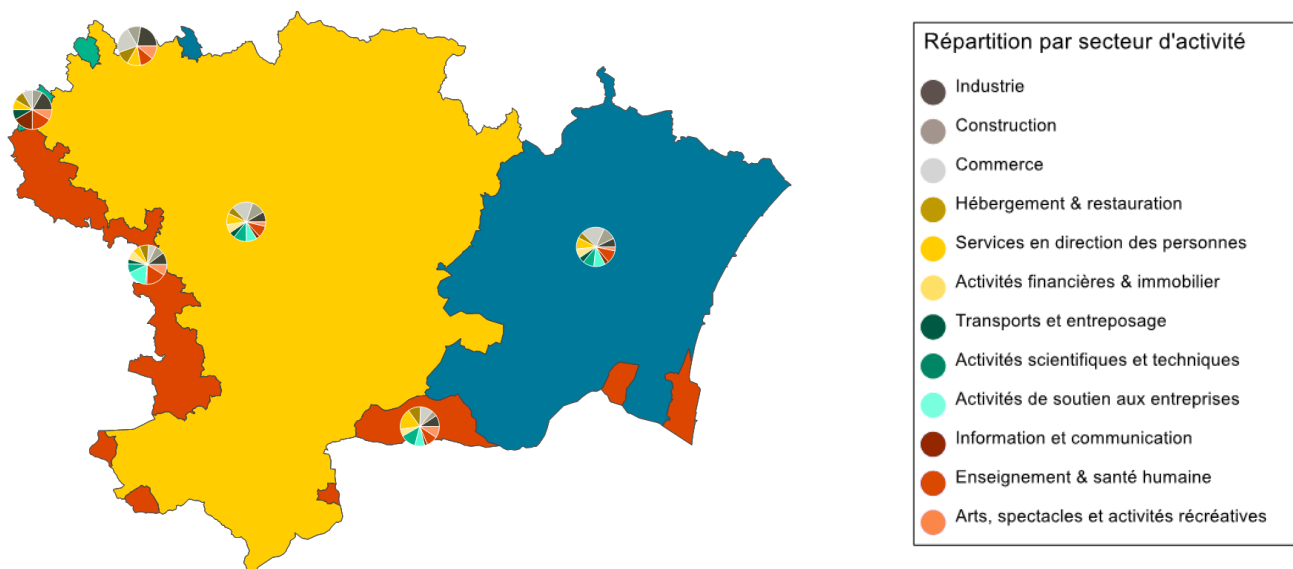 Répartition par secteur d'activité
Industrie
Construction
Commerce
Hébergement & restauration
Services en direction des personnes
Activités financières & immobilier
Transports et entreposage
Activités scientifiques et techniques
Activités de soutien aux entreprises
Information et communication
Enseignement & santé humaine
Arts, spectacles et activités récréatives